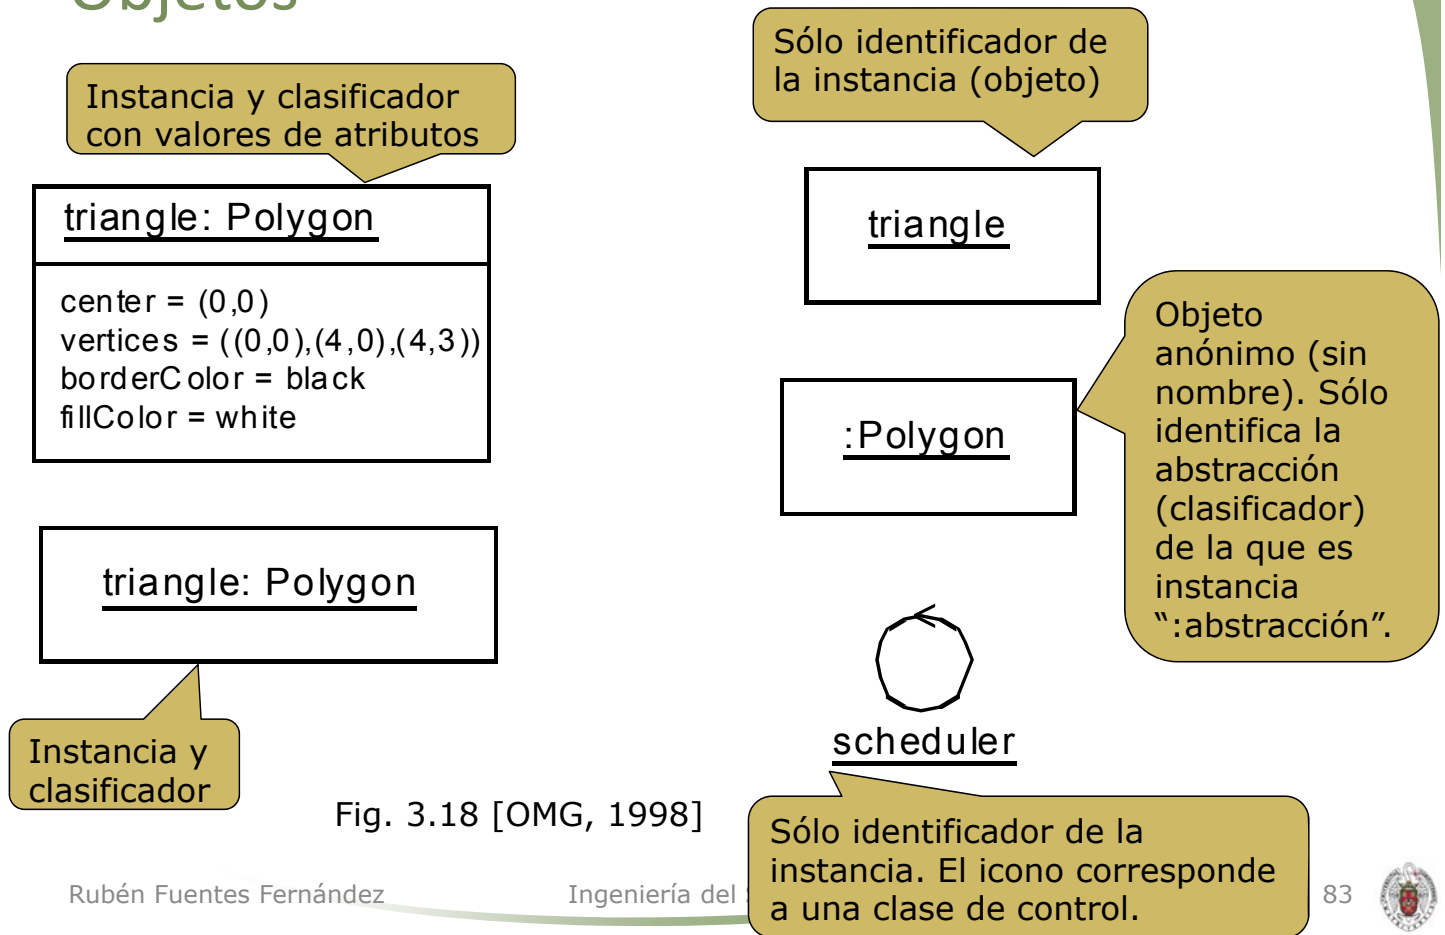 Objetos
Instancia y clasificador
con valores de atributos
triangle: Polygon
center = (0,0)
vertices = ((0,0),(4,0),(4,3))
borderColor = black
fillColor = white
triangle: Polygon
Instancia y
clasificador
Sólo identificador de
la instancia (objeto)
triangle
:Polygon
Objeto
anónimo (sin
nombre). Sólo
identifica la
abstracción
(clasificador)
de la que es
instancia
“:abstracción”.
scheduler
Fig. 3.18 [OMG, 1998]
Sólo identificador de la
instancia. El icono corresponde
a una clase de control.
Rubén Fuentes Fernández
Ingeniería del
83